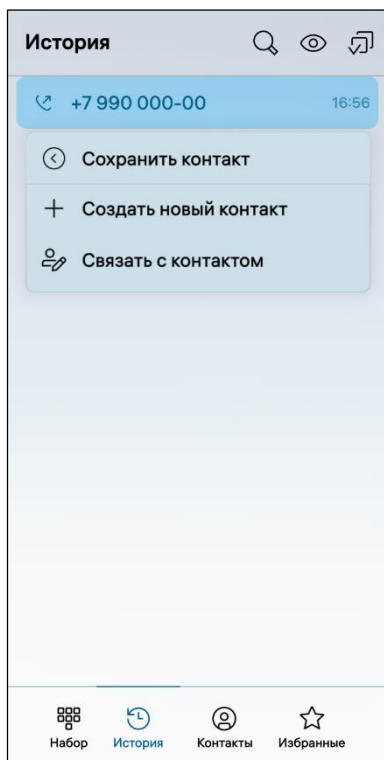 История
+7 990 000-00 16:56
Сохранить контакт
Создать новый контакт
Связать с контактом
Набор История Контакты Избранные